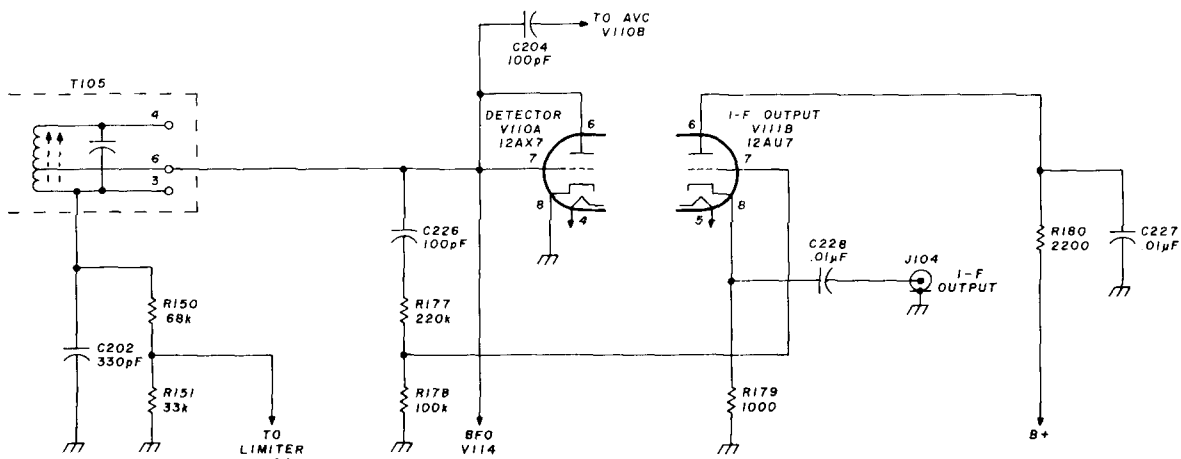 TO AVC
V110B
C204
100pF
T105
4
6
3
DETECTOR
V110A
12AX7
6
7
8
4
I-F OUTPUT
V111B
12AU7
6
7
8
5
C226
100pF
R177
220k
R178
100k
R150
68k
C202
330pF
R151
33k
TO
LIMITER
BFO
V114
C228
.01µF
J104
I-F
OUTPUT
R179
1000
R180
2200
C227
.01µF
B+